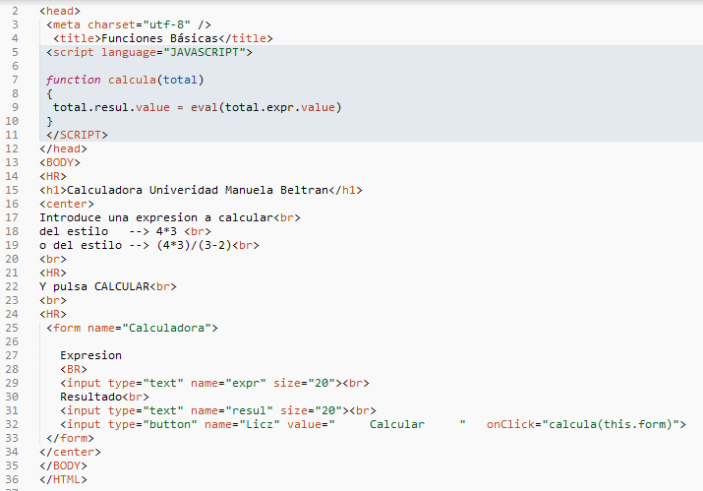 2 <head>
3 <meta charset="utf-8" />
4 <title>Funciones Básicas</title>
5 <script language="JAVASCRIPT">
6
7 function calcula(total)
8 {
9 total.resul.value = eval(total.expr.value)
10 }
11 </SCRIPT>
12 </head>
13 <BODY>
14 <HR>
15 <h1>Calculadora Univeridad Manuela Beltran</h1>
16 <center>
17 Introduce una expresion a calcular<br>
18 del estilo   --> 4*3 <br>
19 o del estilo --> (4*3)/(3-2)<br>
20 <br>
21 <HR>
22 Y pulsa CALCULAR<br>
23 <br>
24 <HR>
25 <form name="Calculadora">
26
27 Expresion
28 <BR>
29 <input type="text" name="expr" size="20"><br>
30 Resultado<br>
31 <input type="text" name="resul" size="20"><br>
32 <input type="button" name="Licz" value="     Calcular     "   onClick="calcula(this.form)">
33 </form>
34 </center>
35 </BODY>
36 </HTML>